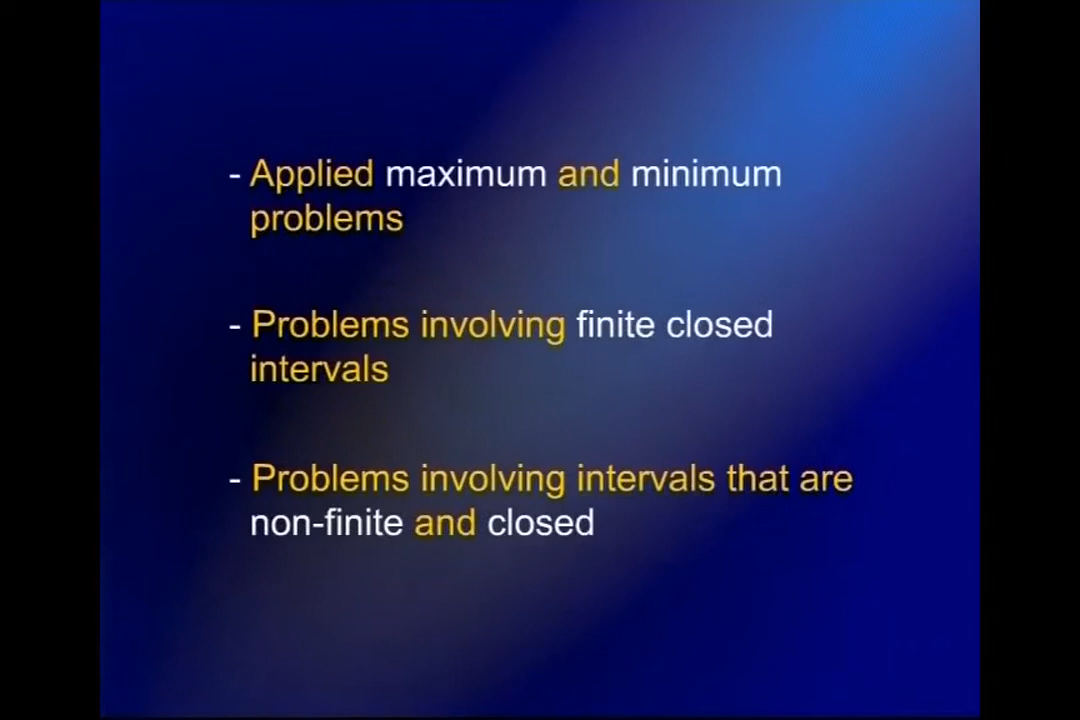 - Applied maximum and minimum
problems
- Problems involving finite closed
intervals
- Problems involving intervals that are
non-finite and closed